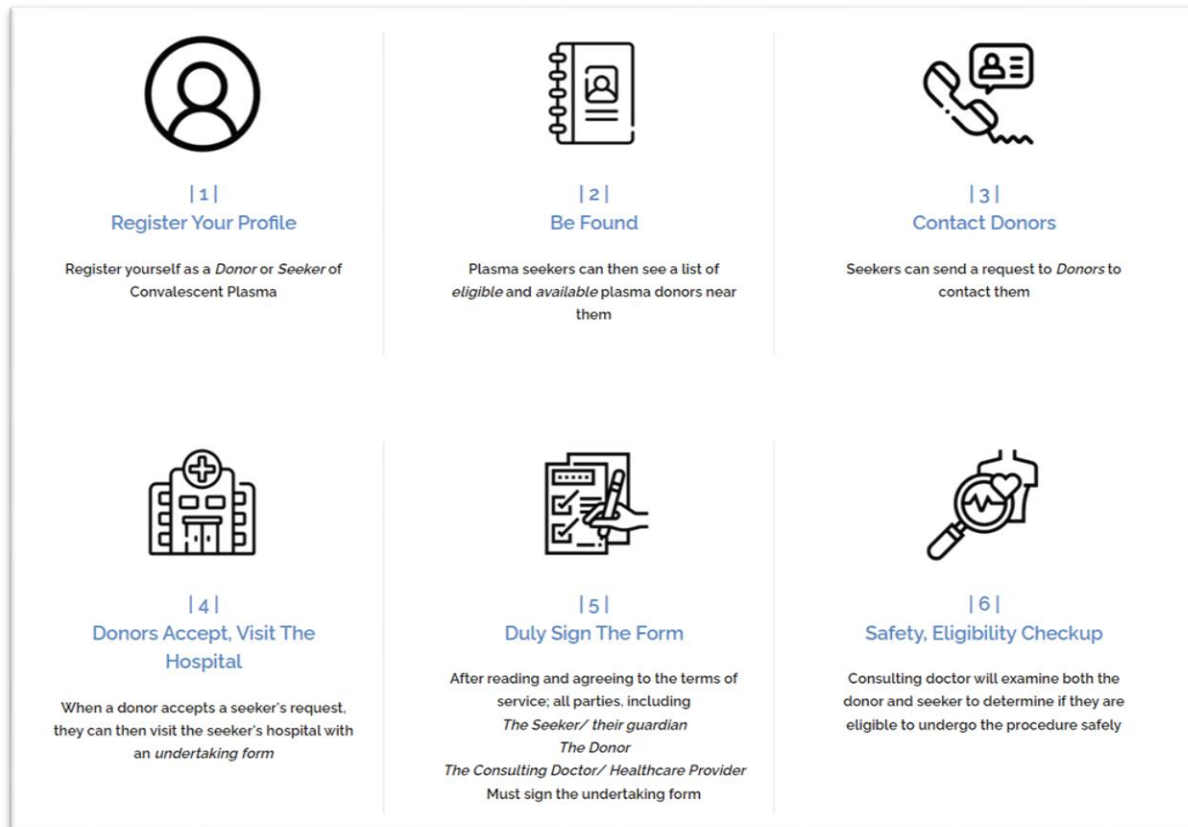 | 1 |
Register Your Profile
Register yourself as a Donor or Seeker of
Convalescent Plasma
| 2 |
Be Found
Plasma seekers can then see a list of
eligible and available plasma donors near
them
| 3 |
Contact Donors
Seekers can send a request to Donors to
contact them
| 4 |
Donors Accept, Visit The
Hospital
When a donor accepts a seeker's request,
they can then visit the seeker's hospital with
an undertaking form
| 5 |
Duly Sign The Form
After reading and agreeing to the terms of
service; all parties, including
The Seeker/ their guardian
The Donor
The Consulting Doctor/ Healthcare Provider
Must sign the undertaking form
| 6 |
Safety, Eligibility Checkup
Consulting doctor will examine both the
donor and seeker to determine if they are
eligible to undergo the procedure safely